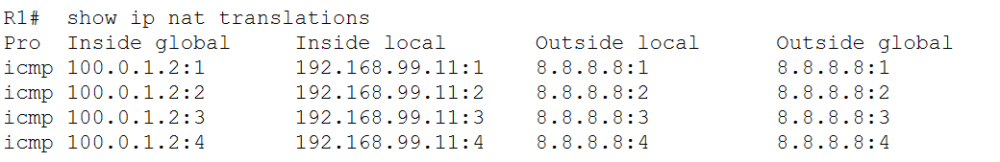 R1#  show ip nat translations
Pro  Inside global     Inside local       Outside local      Outside global
icmp 100.0.1.2:1       192.168.99.11:1    8.8.8.8:1          8.8.8.8:1
icmp 100.0.1.2:2       192.168.99.11:2    8.8.8.8:2          8.8.8.8:2
icmp 100.0.1.2:3       192.168.99.11:3    8.8.8.8:3          8.8.8.8:3
icmp 100.0.1.2:4       192.168.99.11:4    8.8.8.8:4          8.8.8.8:4